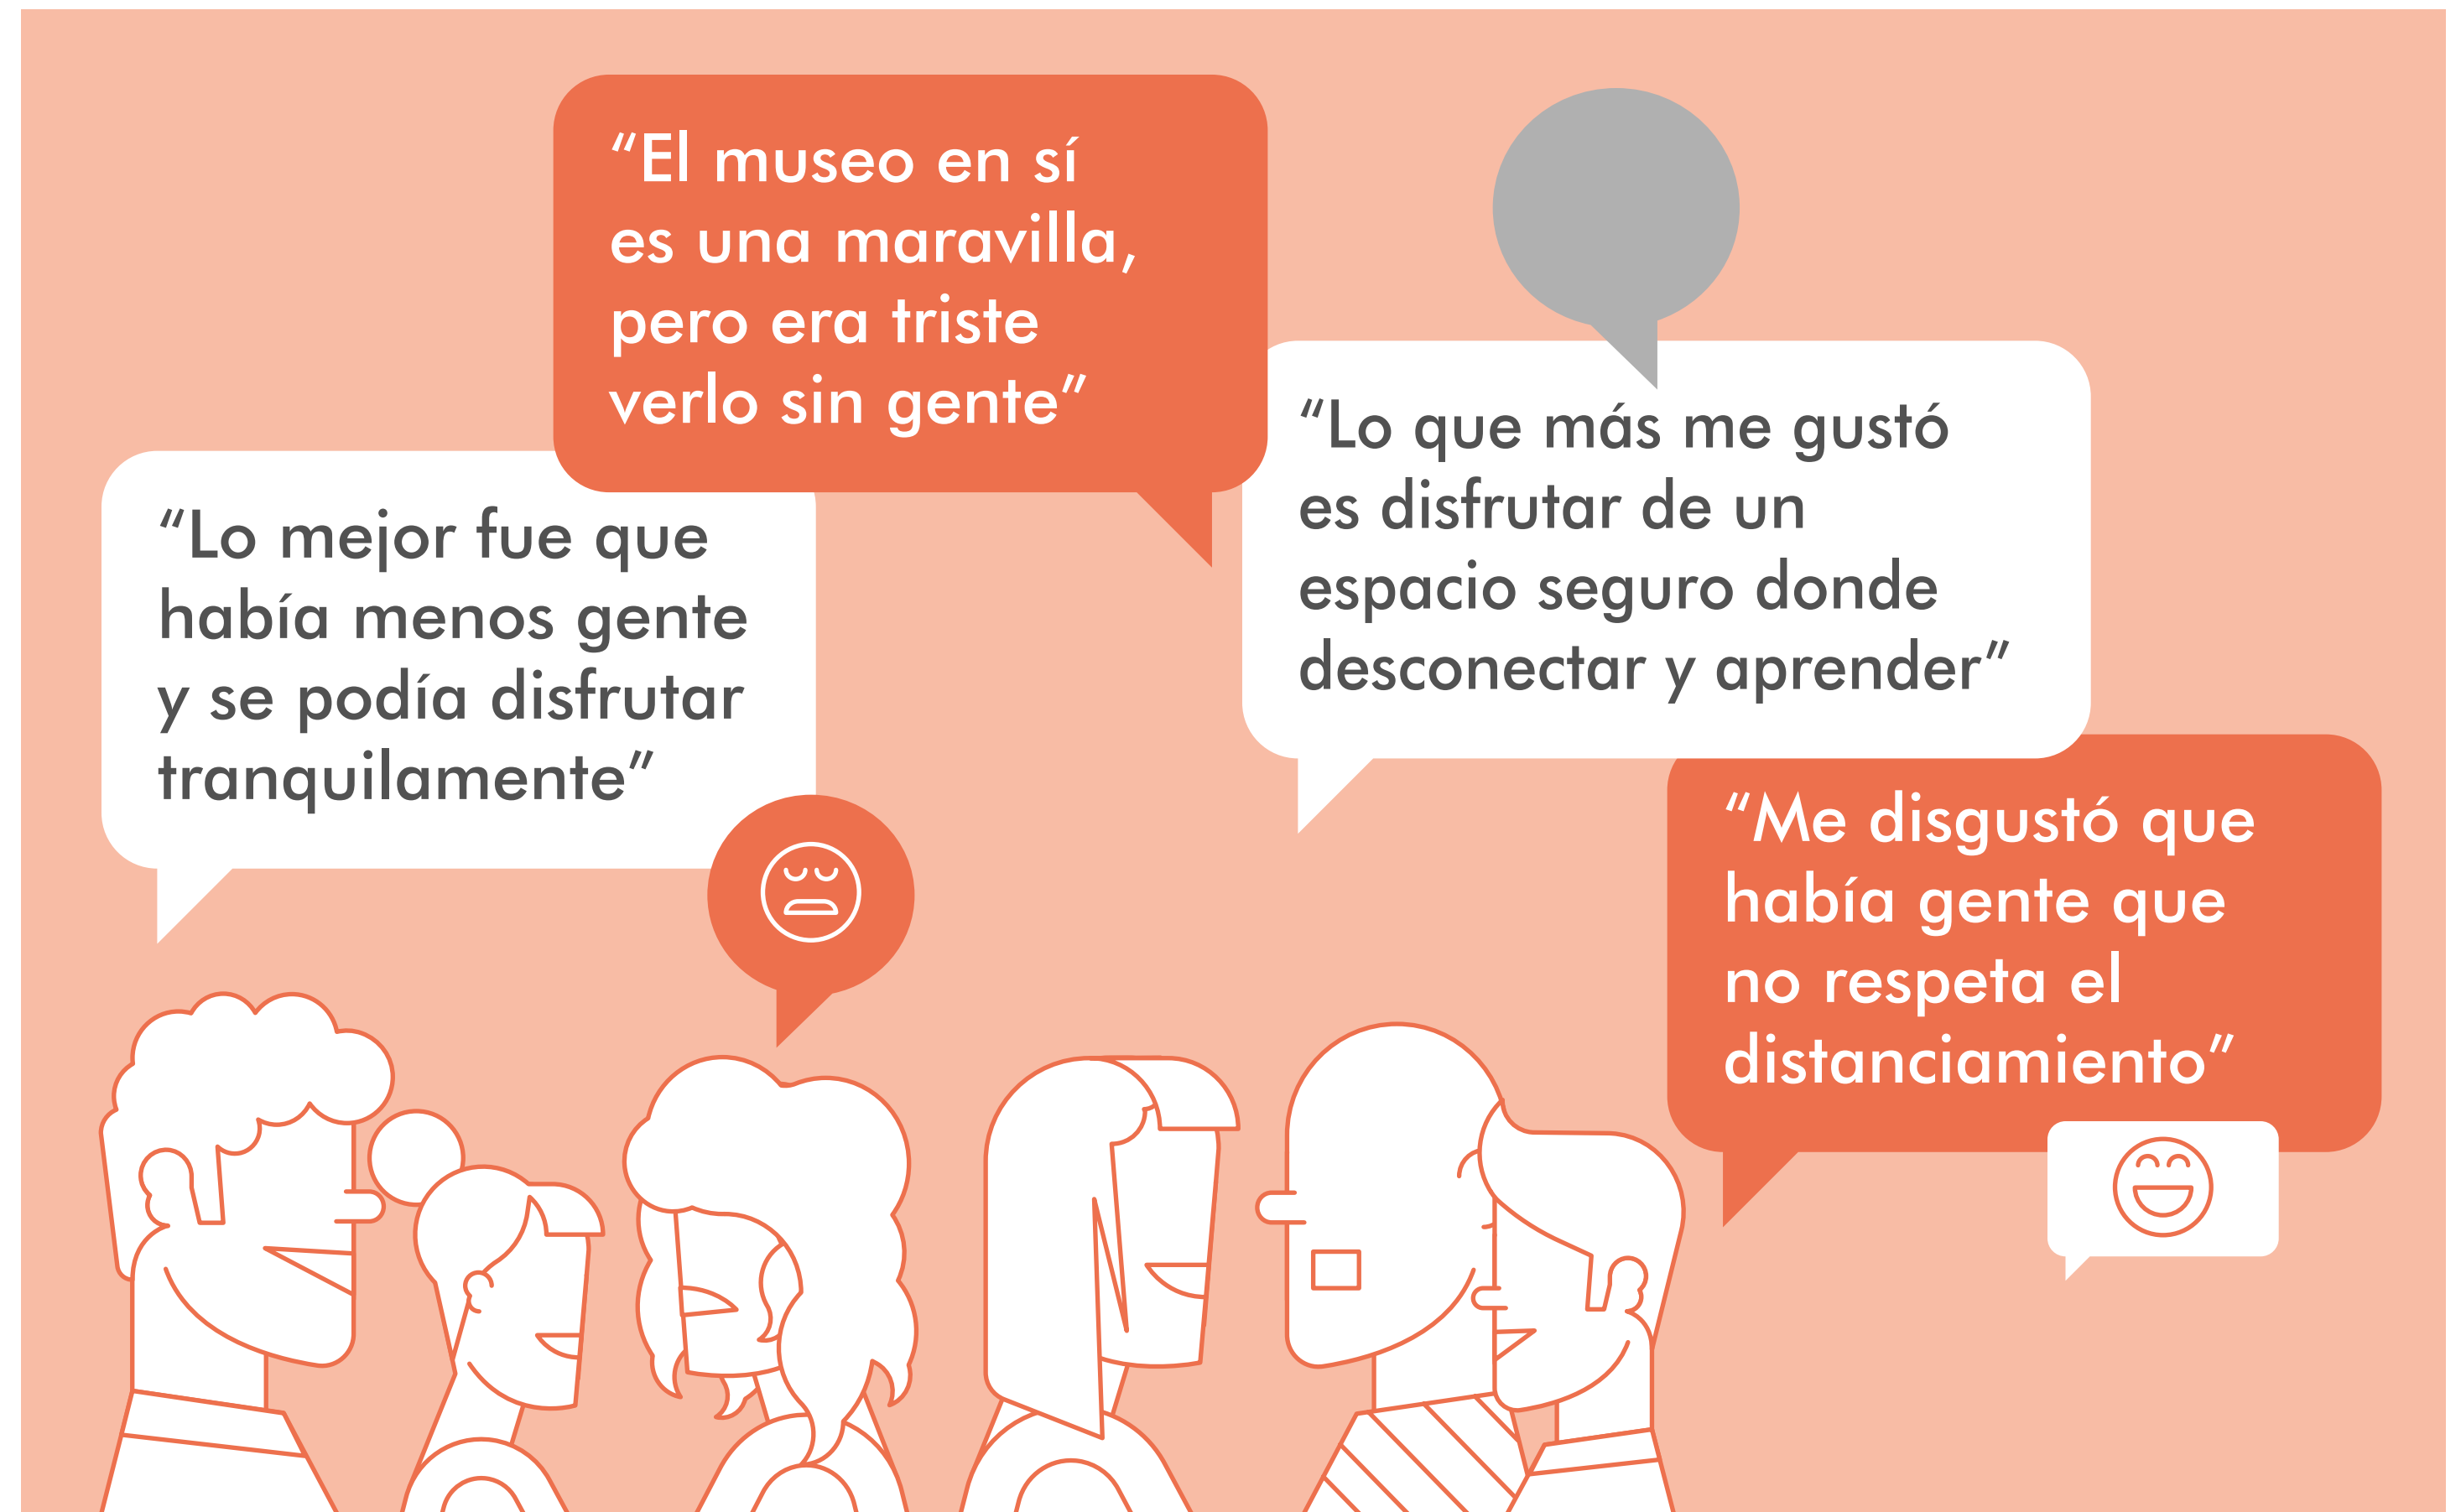 “El museo en sí
es una maravilla,
pero era triste
verlo sin gente”
“Lo que más me gustó
es disfrutar de un
espacio seguro donde
desconectar y aprender”
“Lo mejor fue que
había menos gente
y se podía disfrutar
tranquilamente”
“Me disgustó que
había gente que
no respeta el
distanciamiento”